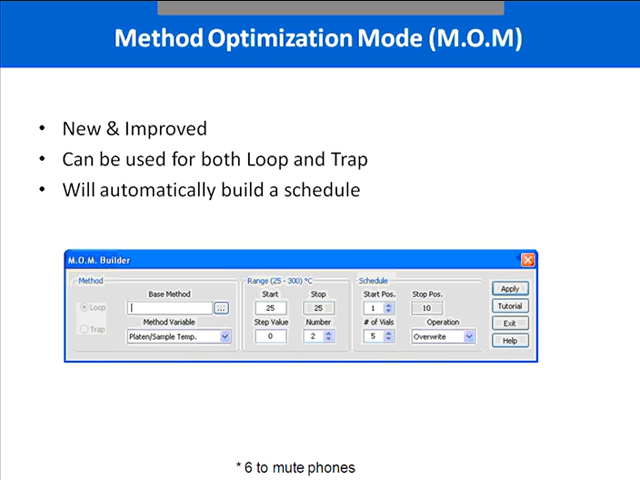 Method Optimization Mode (M.O.M)
• New & Improved
• Can be used for both Loop and Trap
• Will automatically build a schedule
M.O.M. Builder
Method
Base Method
Loop
...
Trap
Method Variable
Platen/Sample Temp.
Range (25 - 300) °C
Start Stop
25 25
Step Value Number
0 2
Schedule
Start Pos. Stop Pos.
1 10
# of Vials Operation
5 Overwrite
Apply
Tutorial
Exit
Help
* 6 to mute phones